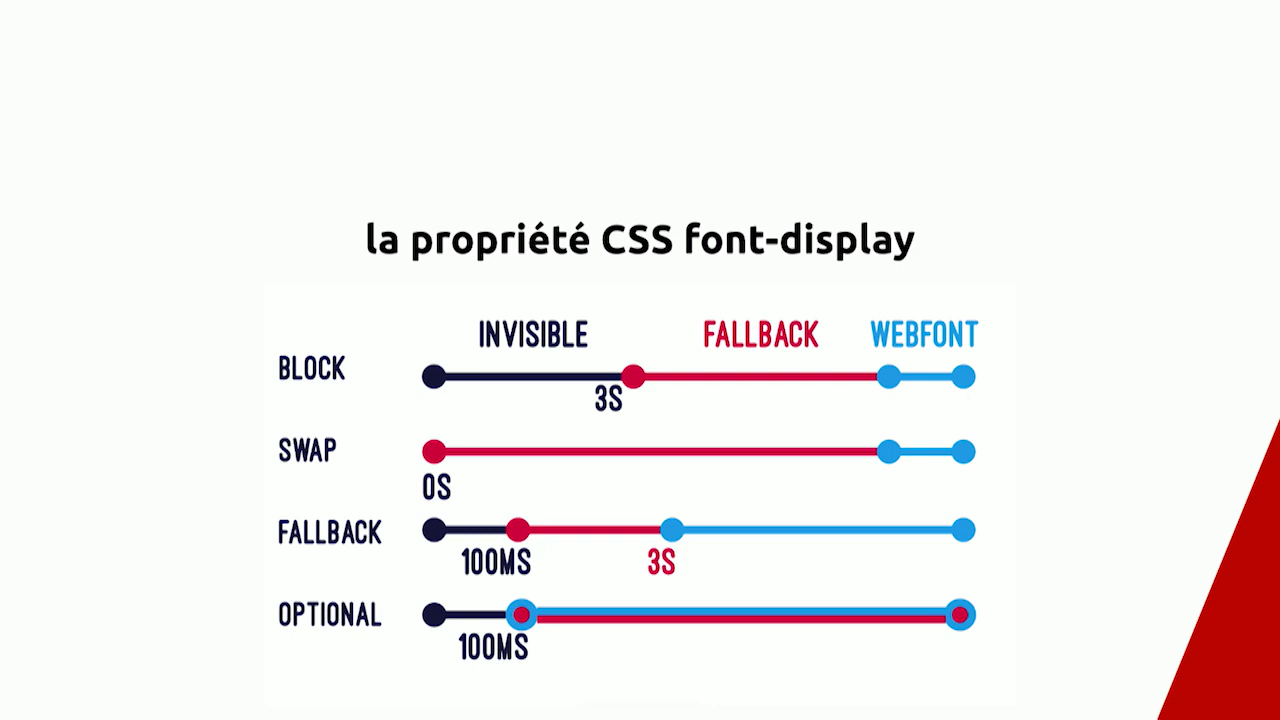 la propriété CSS font-display
INVISIBLE FALLBACK WEBFONT
BLOCK
3S
SWAP
0S
FALLBACK
100MS 3S
OPTIONAL
100MS